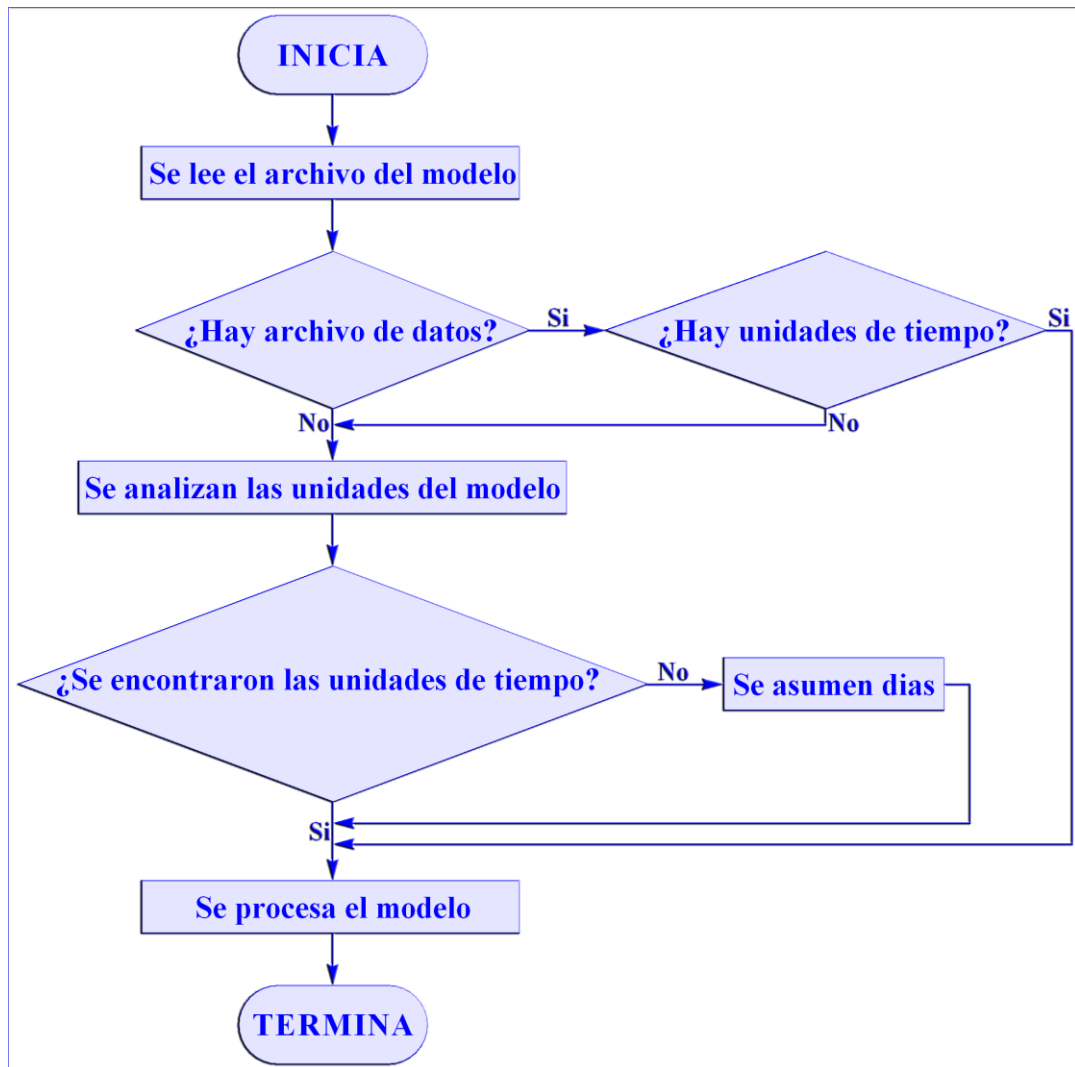 INICIA
Se lee el archivo del modelo
¿Hay archivo de datos?
Si
¿Hay unidades de tiempo?
Si
No
No
Se analizan las unidades del modelo
¿Se encontraron las unidades de tiempo?
No
Se asumen dias
Si
Se procesa el modelo
TERMINA